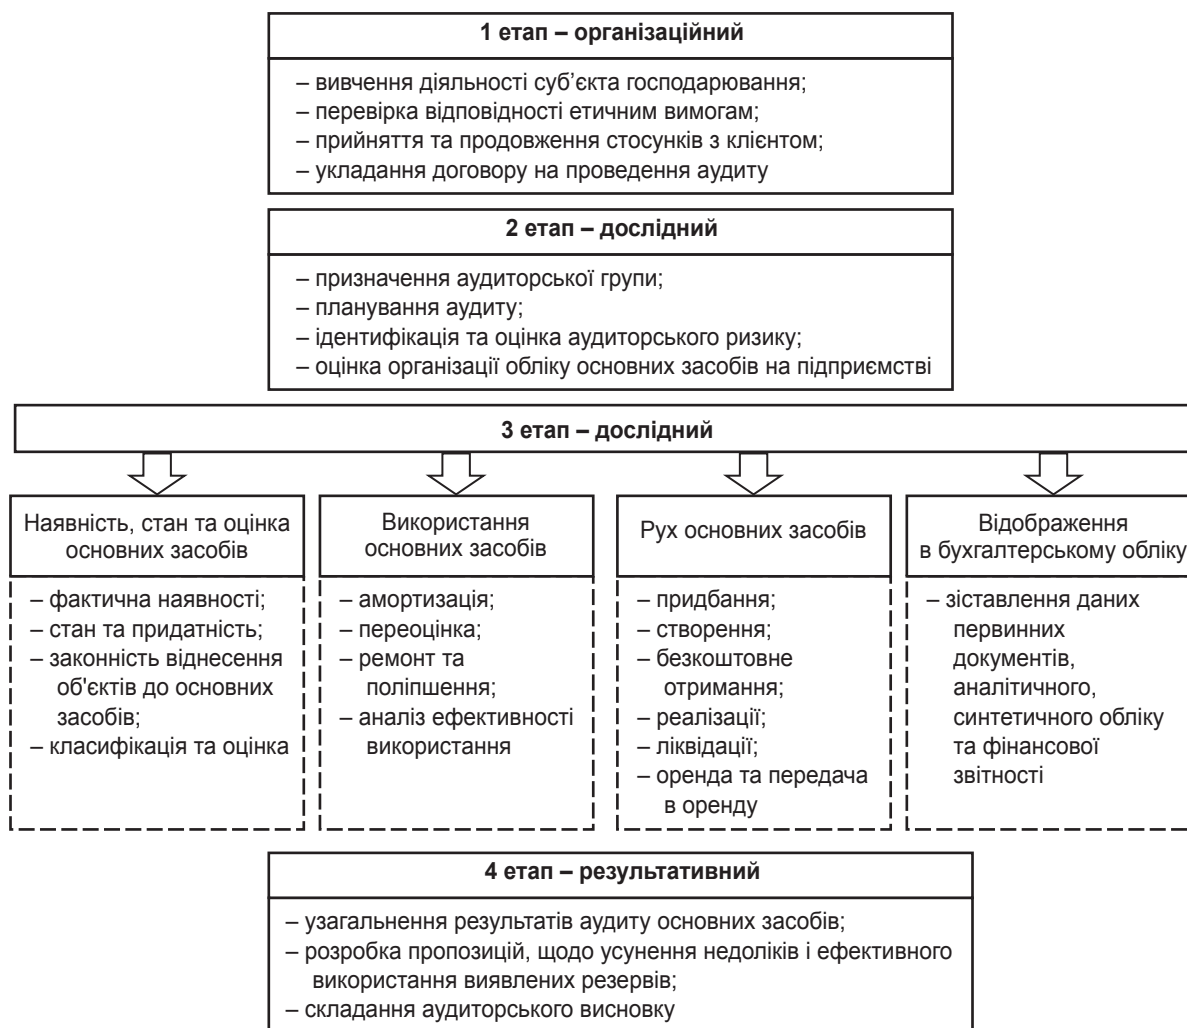 1 етап – організаційний
– вивчення діяльності суб’єкта господарювання;
– перевірка відповідності етичним вимогам;
– прийняття та продовження стосунків з клієнтом;
– укладання договору на проведення аудиту
2 етап – дослідний
– призначення аудиторської групи;
– планування аудиту;
– ідентифікація та оцінка аудиторського ризику;
– оцінка організації обліку основних засобів на підприємстві
3 етап – дослідний
Наявність, стан та оцінка
основних засобів
– фактична наявності;
– стан та придатність;
– законність віднесення
об'єктів до основних
засобів;
– класифікація та оцінка
Використання
основних засобів
– амортизація;
– переоцінка;
– ремонт та
поліпшення;
– аналіз ефективності
використання
Рух основних засобів
– придбання;
– створення;
– безкоштовне
отримання;
– реалізації;
– ліквідації;
– оренда та передача
в оренду
Відображення
в бухгалтерському обліку
– зіставлення даних
первинних
документів,
аналітичного,
синтетичного обліку
та фінансової
звітності
4 етап – результативний
– узагальнення результатів аудиту основних засобів;
– розробка пропозицій, щодо усунення недоліків і ефективного
використання виявлених резервів;
– складання аудиторського висновку